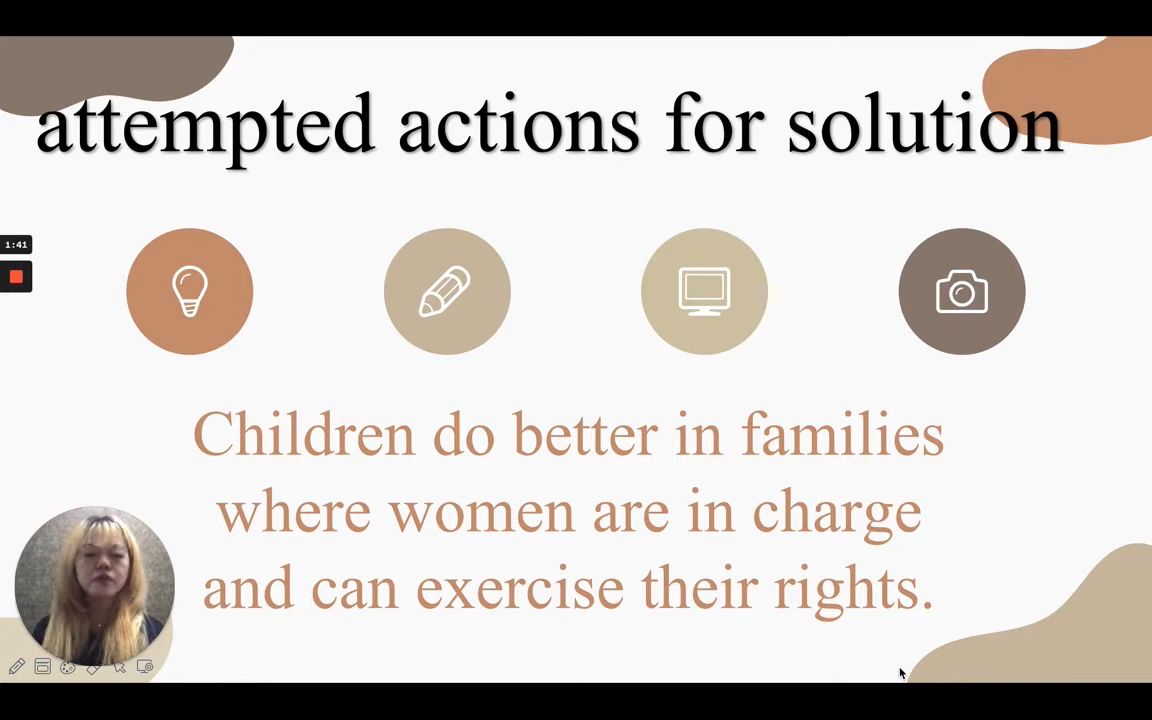 attempted actions for solution
1:41
Children do better in families
where women are in charge
and can exercise their rights.